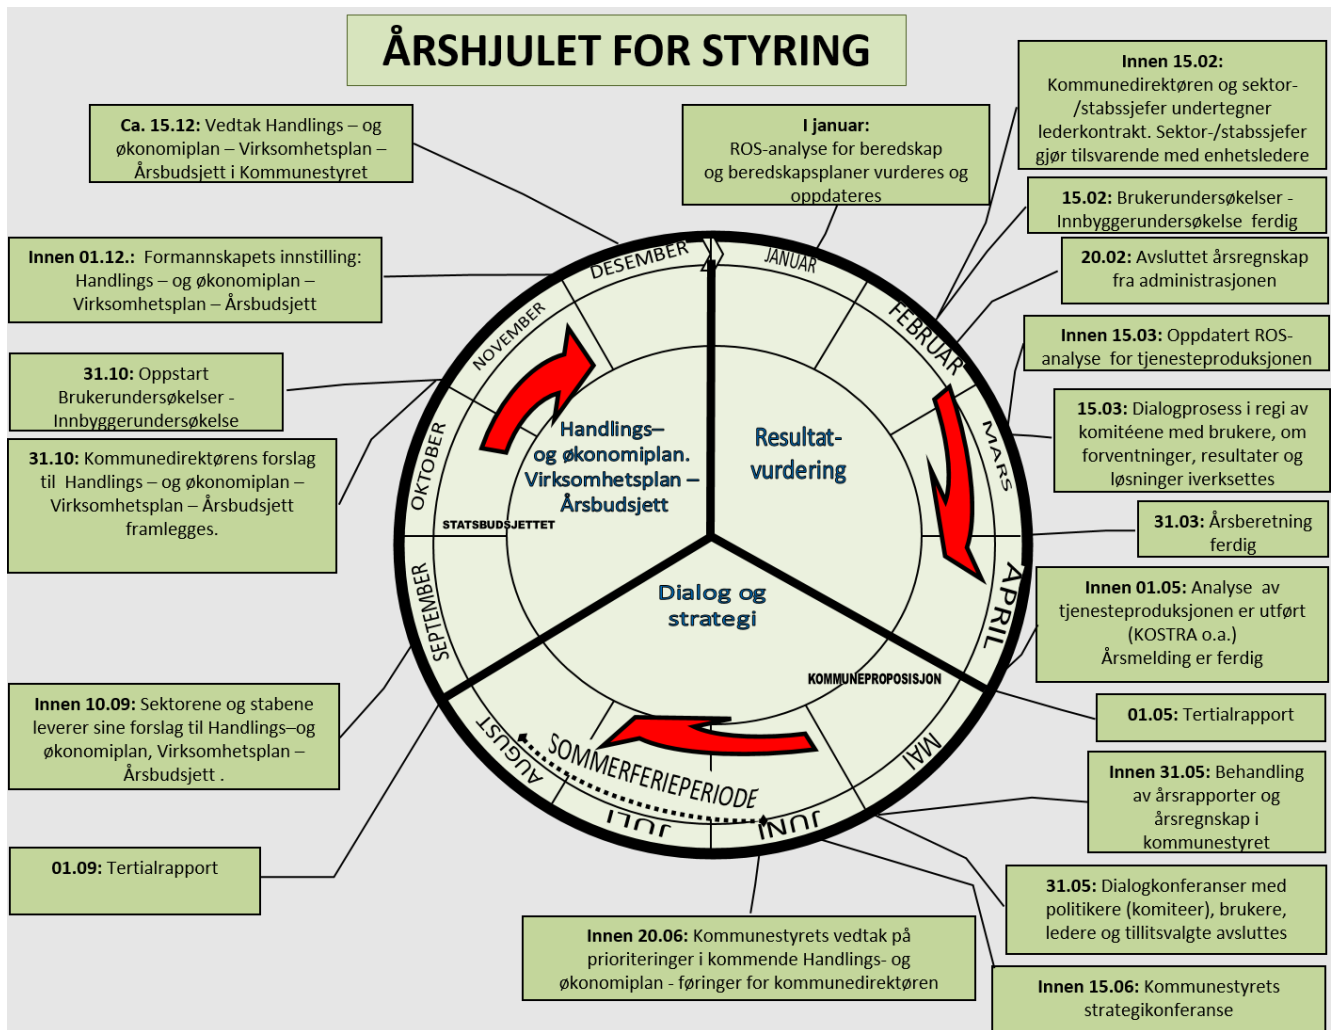 ÅRSHJULET FOR STYRING
Ca. 15.12: Vedtak Handlings – og
økonomiplan – Virksomhetsplan –
Årsbudsjett i Kommunestyret
I januar:
ROS-analyse for beredskap
og beredskapsplaner vurderes og
oppdateres
Innen 15.02:
Kommunedirektøren og sektor-
/stabssjefer undertegner
lederkontrakt. Sektor-/stabssjefer
gjør tilsvarende med enhetsledere
15.02: Brukerundersøkelser -
Innbyggerundersøkelse ferdig
20.02: Avsluttet årsregnskap
fra administrasjonen
Innen 15.03: Oppdatert ROS-
analyse for tjenesteproduksjonen
15.03: Dialogprosess i regi av
komitéene med brukere, om
forventninger, resultater og
løsninger iverksettes
31.03: Årsberetning
ferdig
Innen 01.05: Analyse av
tjenesteproduksjonen er utført
(KOSTRA o.a.)
Årsmelding er ferdig
01.05: Tertialrapport
Innen 31.05: Behandling
av årsrapporter og
årsregnskap i
kommunestyret
31.05: Dialogkonferanser med
politikere (komiteer), brukere,
ledere og tillitsvalgte avsluttes
Innen 15.06: Kommunestyrets
strategikonferanse
Innen 20.06: Kommunestyrets vedtak på
prioriteringer i kommende Handlings- og
økonomiplan - føringer for kommunedirektøren
01.09: Tertialrapport
Innen 10.09: Sektorene og stabene
leverer sine forslag til Handlings–og
økonomiplan, Virksomhetsplan –
Årsbudsjett .
31.10: Kommunedirektørens forslag
til Handlings – og økonomiplan –
Virksomhetsplan – Årsbudsjett
framlegges.
31.10: Oppstart
Brukerundersøkelser -
Innbyggerundersøkelse
Innen 01.12.: Formannskapets innstilling:
Handlings – og økonomiplan –
Virksomhetsplan – Årsbudsjett
JANUAR
FEBRUAR
MARS
APRIL
MAI
JUNI
JULI
AUGUST
SEPTEMBER
OKTOBER
NOVEMBER
DESEMBER
Handlings–
og økonomiplan.
Virksomhetsplan –
Årsbudsjett
STATSBUDSJETTET
Resultat-
vurdering
Dialog og
strategi
KOMMUNEPROPOSISJON
SOMMERFERIEPERIODE